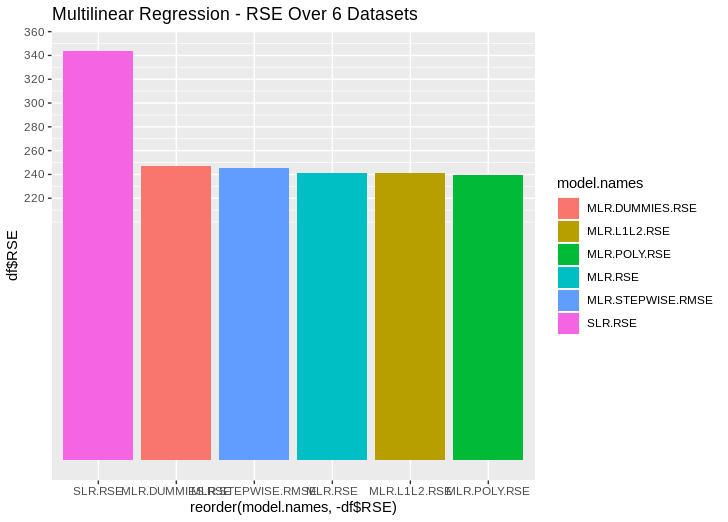 Multilinear Regression - RSE Over 6 Datasets
360
340
320
300
280
260
240
220
df$RSE
SLR.RSE
MLR.DUMMIES.RSE
MLR.STEPWISE.RMSE
MLR.RSE
MLR.L1L2.RSE
MLR.POLY.RSE
reorder(model.names, -df$RSE)
model.names
MLR.DUMMIES.RSE
MLR.L1L2.RSE
MLR.POLY.RSE
MLR.RSE
MLR.STEPWISE.RMSE
SLR.RSE